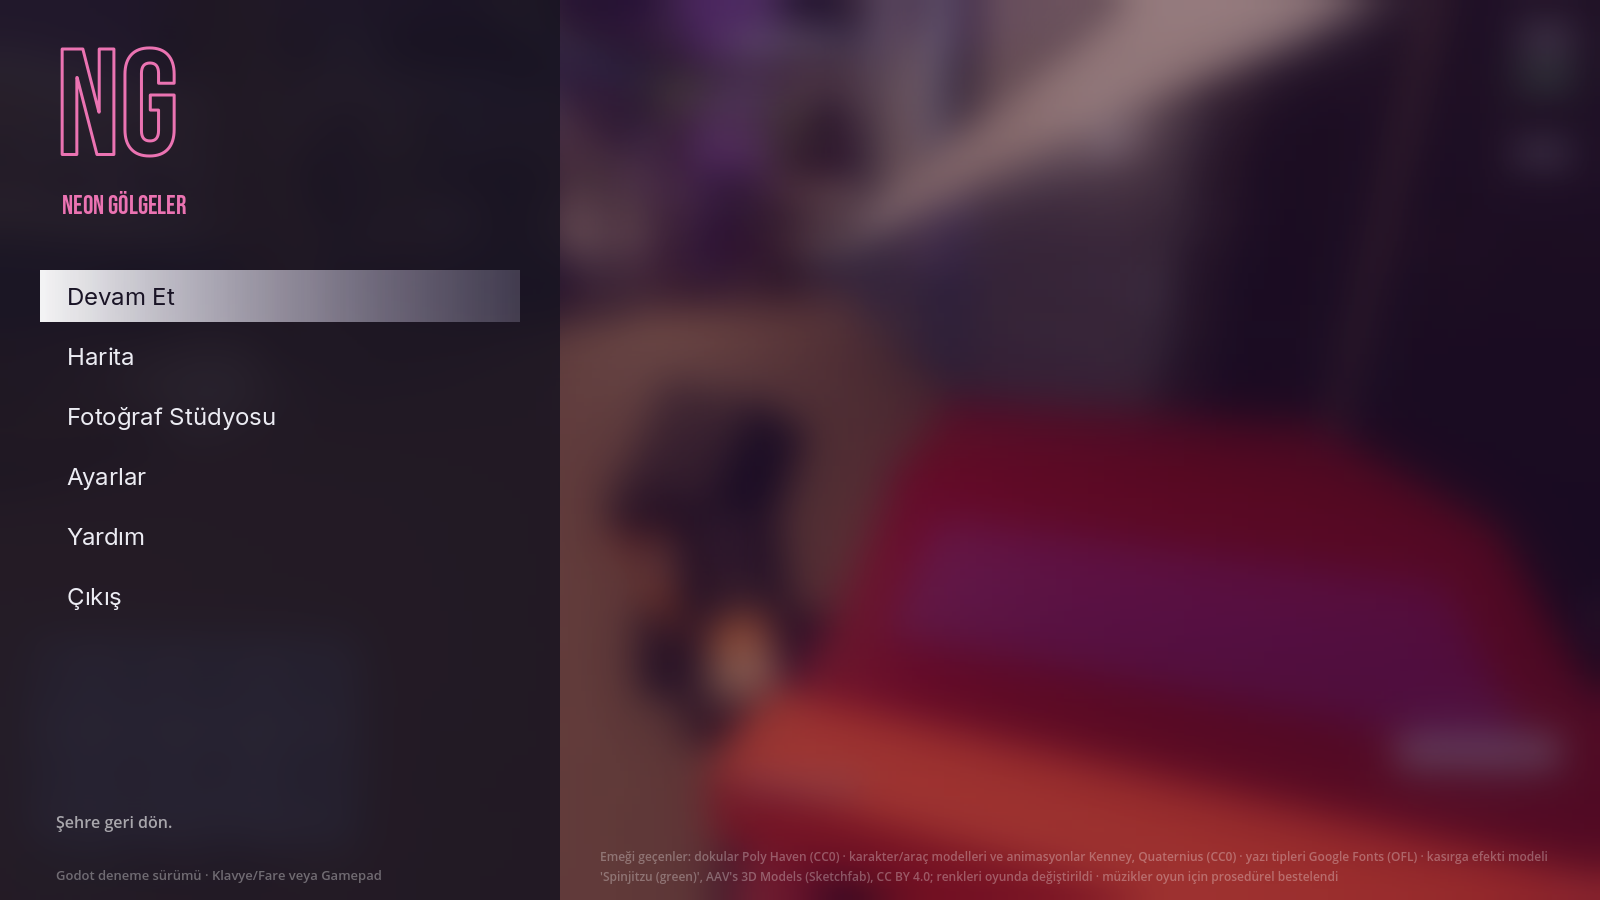 NG
NEON GÖLGELER
Devam Et
Harita
Fotoğraf Stüdyosu
Ayarlar
Yardım
Çıkış
Şehre geri dön.
Godot deneme sürümü · Klavye/Fare veya Gamepad
Emeği geçenler: dokular Poly Haven (CC0) · karakter/araç modelleri ve animasyonlar Kenney, Quaternius (CC0) · yazı tipleri Google Fonts (OFL) · kasırga efekti modeli
'Spinjitzu (green)', AAV's 3D Models (Sketchfab), CC BY 4.0; renkleri oyunda değiştirildi · müzikler oyun için prosedürel bestelendi